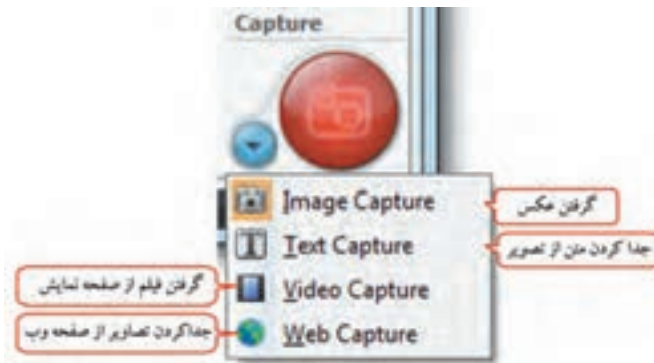 Capture
Image Capture
گرفتن عکس
Text Capture
جدا کردن متن از تصویر
Video Capture
گرفتن فیلم از صفحه نمایش
Web Capture
جداکردن تصاویر از صفحه وب